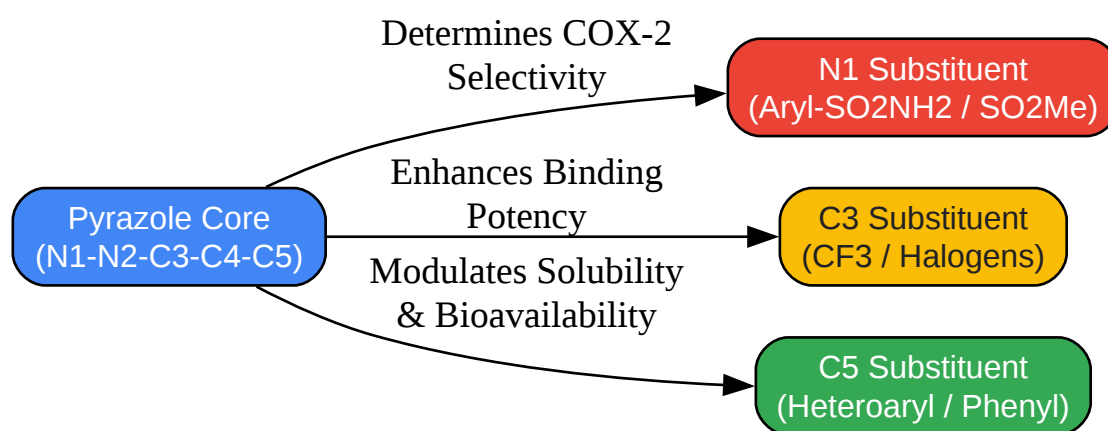 Determines COX-2
Selectivity
N1 Substituent
(Aryl-SO2NH2 / SO2Me)
Pyrazole Core
(N1-N2-C3-C4-C5)
Enhances Binding
Potency
C3 Substituent
(CF3 / Halogens)
Modulates Solubility
& Bioavailability
C5 Substituent
(Heteroaryl / Phenyl)